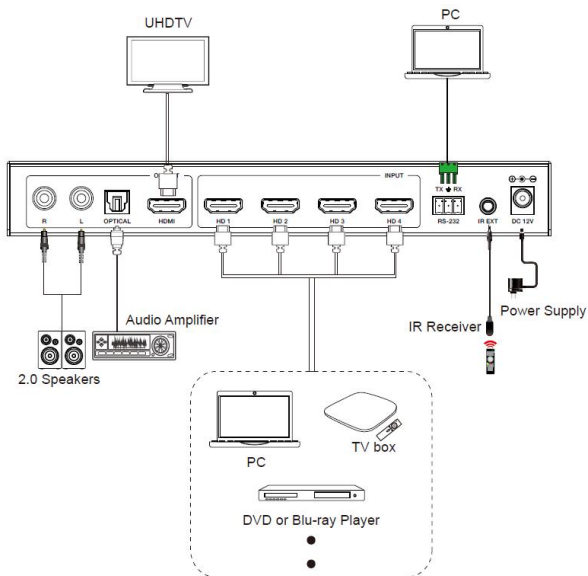 UHDTV
PC
O
INPUT
TX RX
R
L
OPTICAL
HDMI
HD 1
HD 2
HD 3
HD 4
RS-232
IR EXT
DC 12V
Audio Amplifier
2.0 Speakers
IR Receiver
Power Supply
PC
TV box
DVD or Blu-ray Player